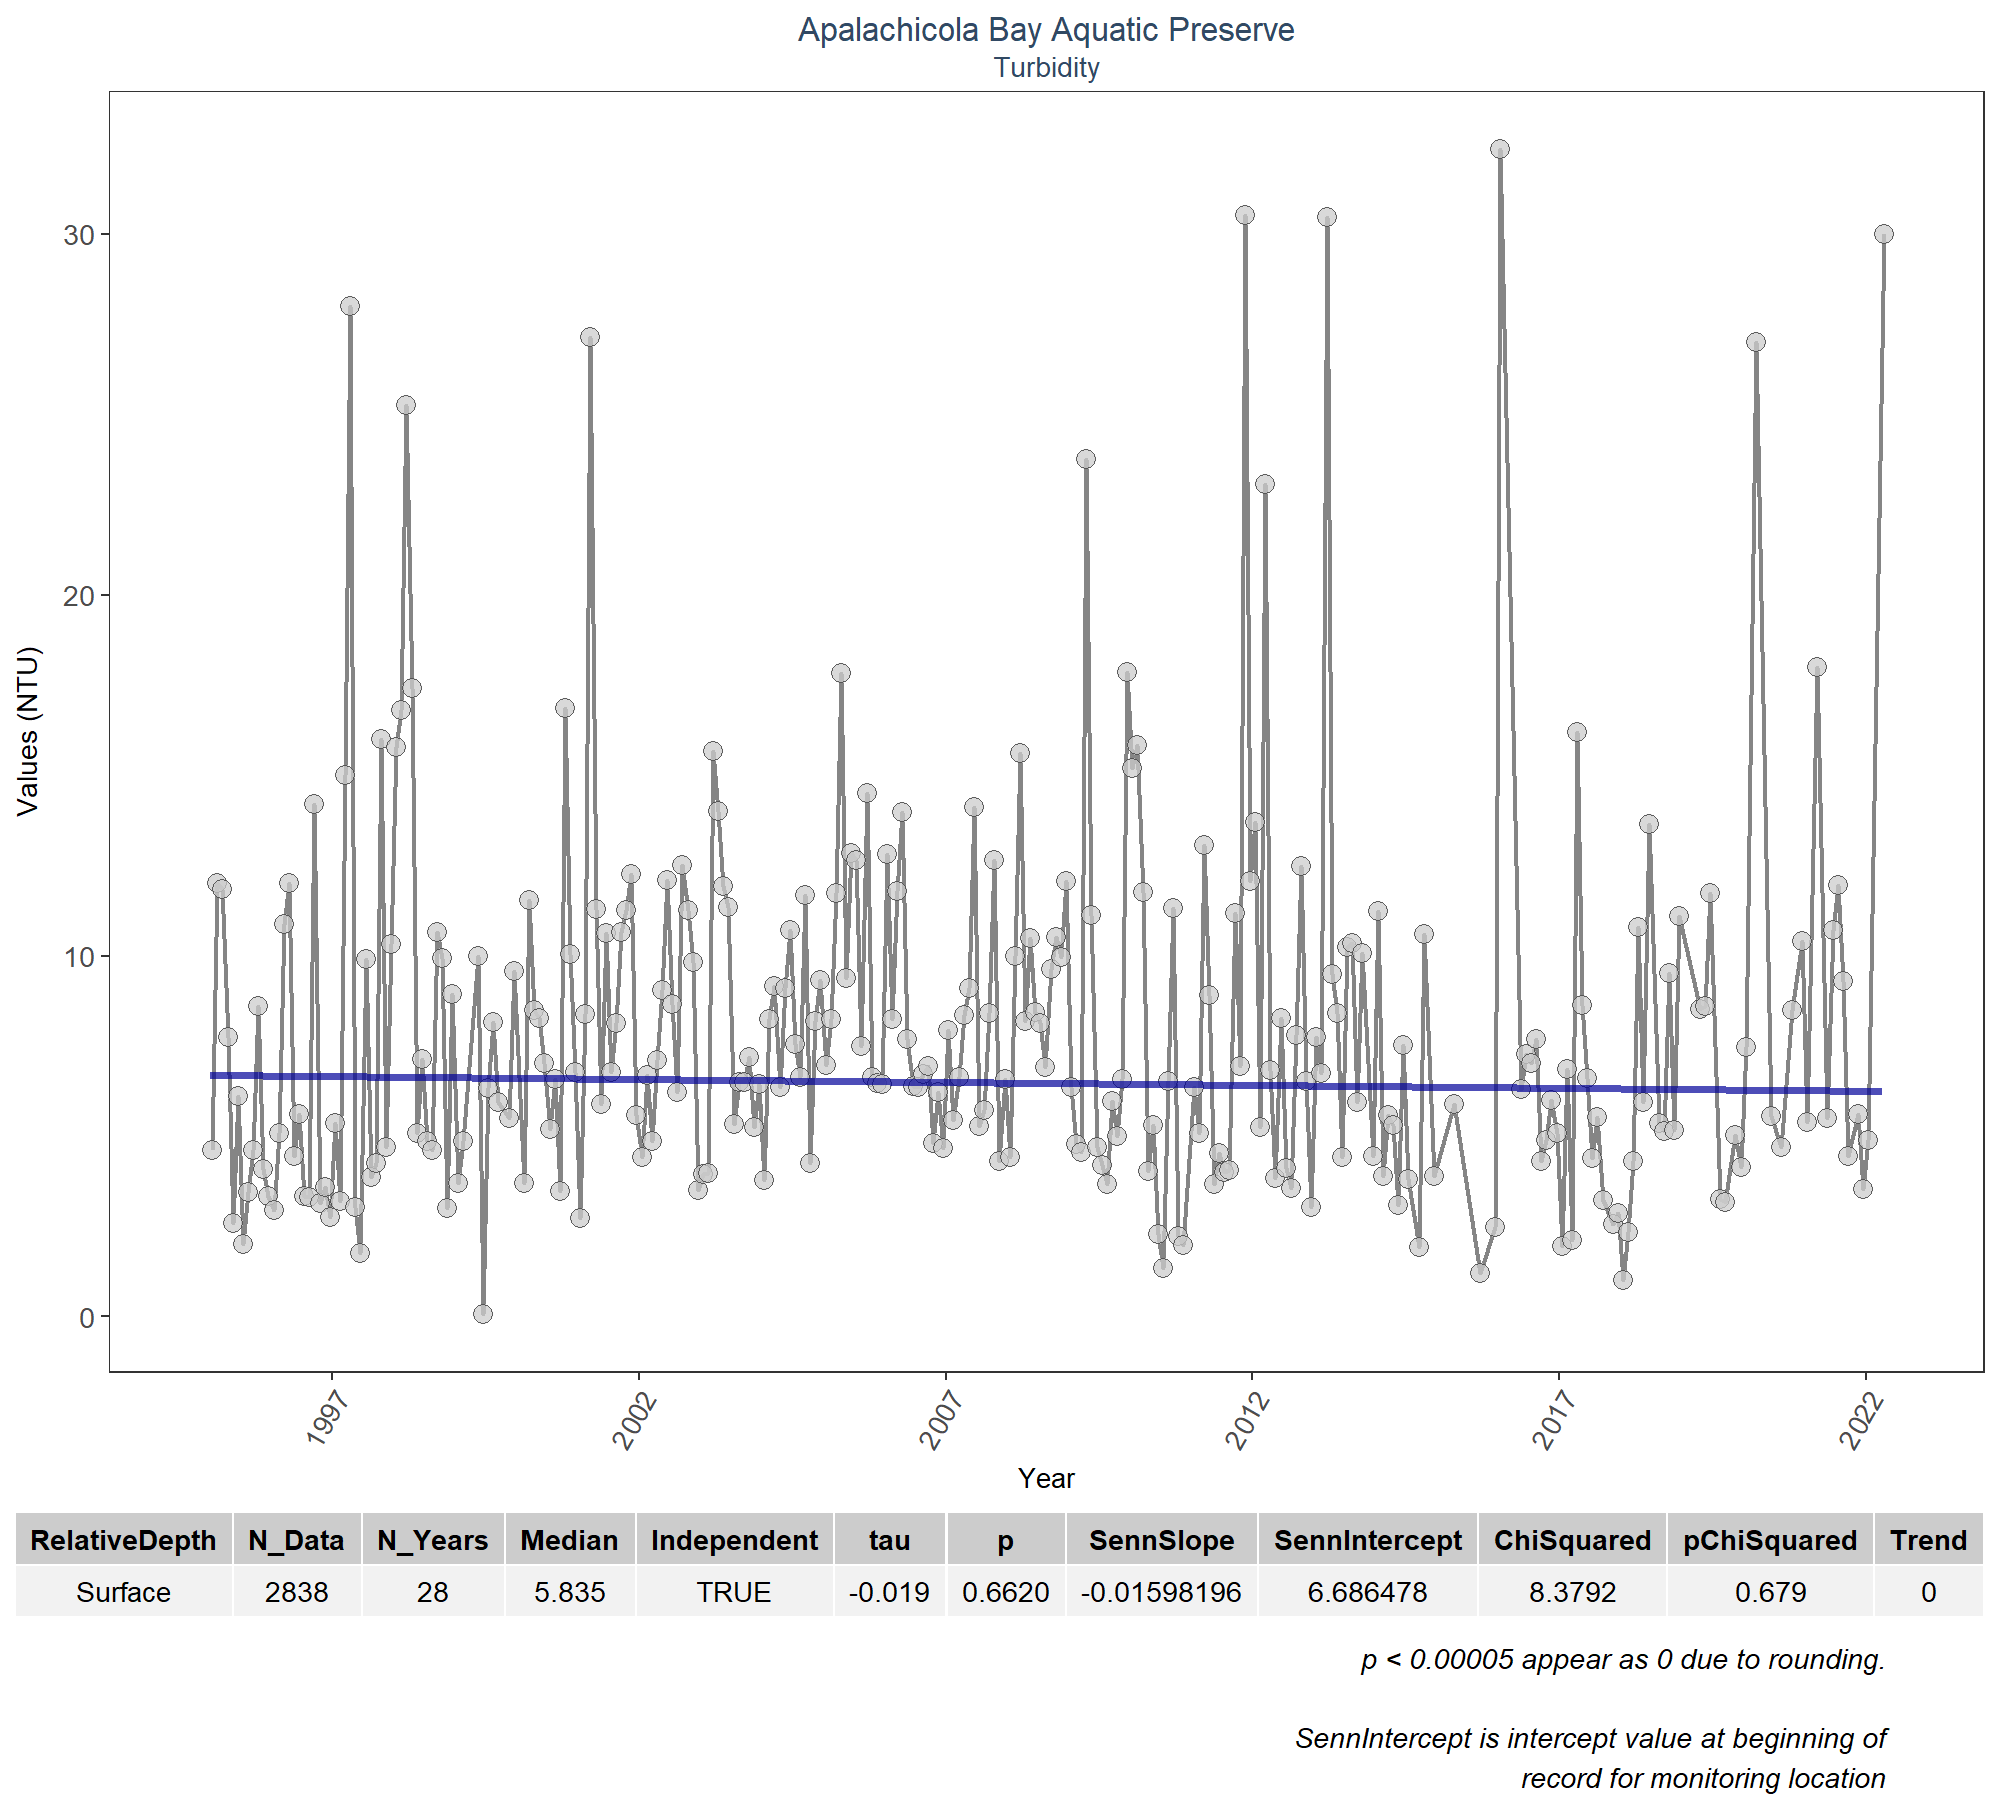 Apalachicola Bay Aquatic Preserve
Turbidity
Values (NTU)
30
20
10
0
1997 2002 2007 2012 2017 2022
Year
RelativeDepth N_Data N_Years Median Independent tau p SennSlope SennIntercept ChiSquared pChiSquared Trend
Surface 2838 28 5.835 TRUE -0.019 0.6620 -0.01598196 6.686478 8.3792 0.679 0
p < 0.00005 appear as 0 due to rounding.
SennIntercept is intercept value at beginning of
record for monitoring location